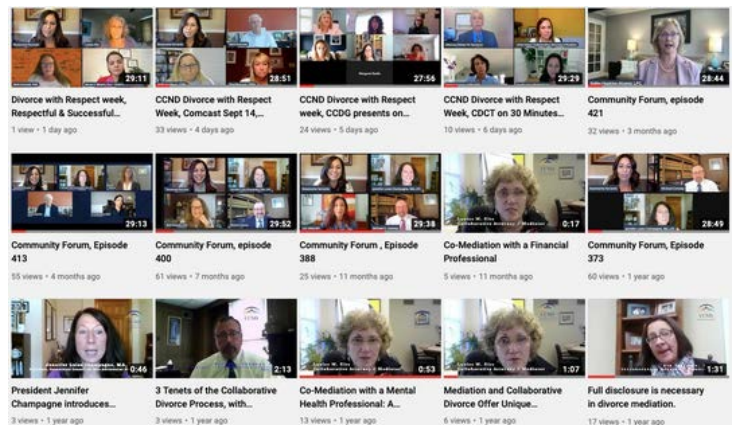 29:11
28:51
27:56
29:29
28:44
Divorce with Respect week,
Respectful & Successful...
1 view • 1 day ago
CCND Divorce with Respect
Week, Comcast Sept 14,...
33 views • 4 days ago
CCND Divorce with Respect
week, CCDG presents on...
24 views • 5 days ago
CCND Divorce with Respect
Week, CDCT on 30 Minutes...
10 views • 6 days ago
Community Forum, episode
421
32 views • 3 months ago
29:13
29:52
29:38
0:17
28:49
Community Forum, Episode
413
55 views • 4 months ago
Community Forum, episode
400
61 views • 7 months ago
Community Forum , Episode
388
25 views • 11 months ago
Co-Mediation with a Financial
Professional
5 views • 11 months ago
Community Forum, Episode
373
60 views • 1 year ago
0:46
2:13
0:53
1:07
1:31
President Jennifer
Champagne introduces...
3 views • 1 year ago
3 Tenets of the Collaborative
Divorce Process, with...
3 views • 1 year ago
Co-Mediation with a Mental
Health Professional: A...
13 views • 1 year ago
Mediation and Collaborative
Divorce Offer Unique...
6 views • 1 year ago
Full disclosure is necessary
in divorce mediation.
17 views • 1 year ago